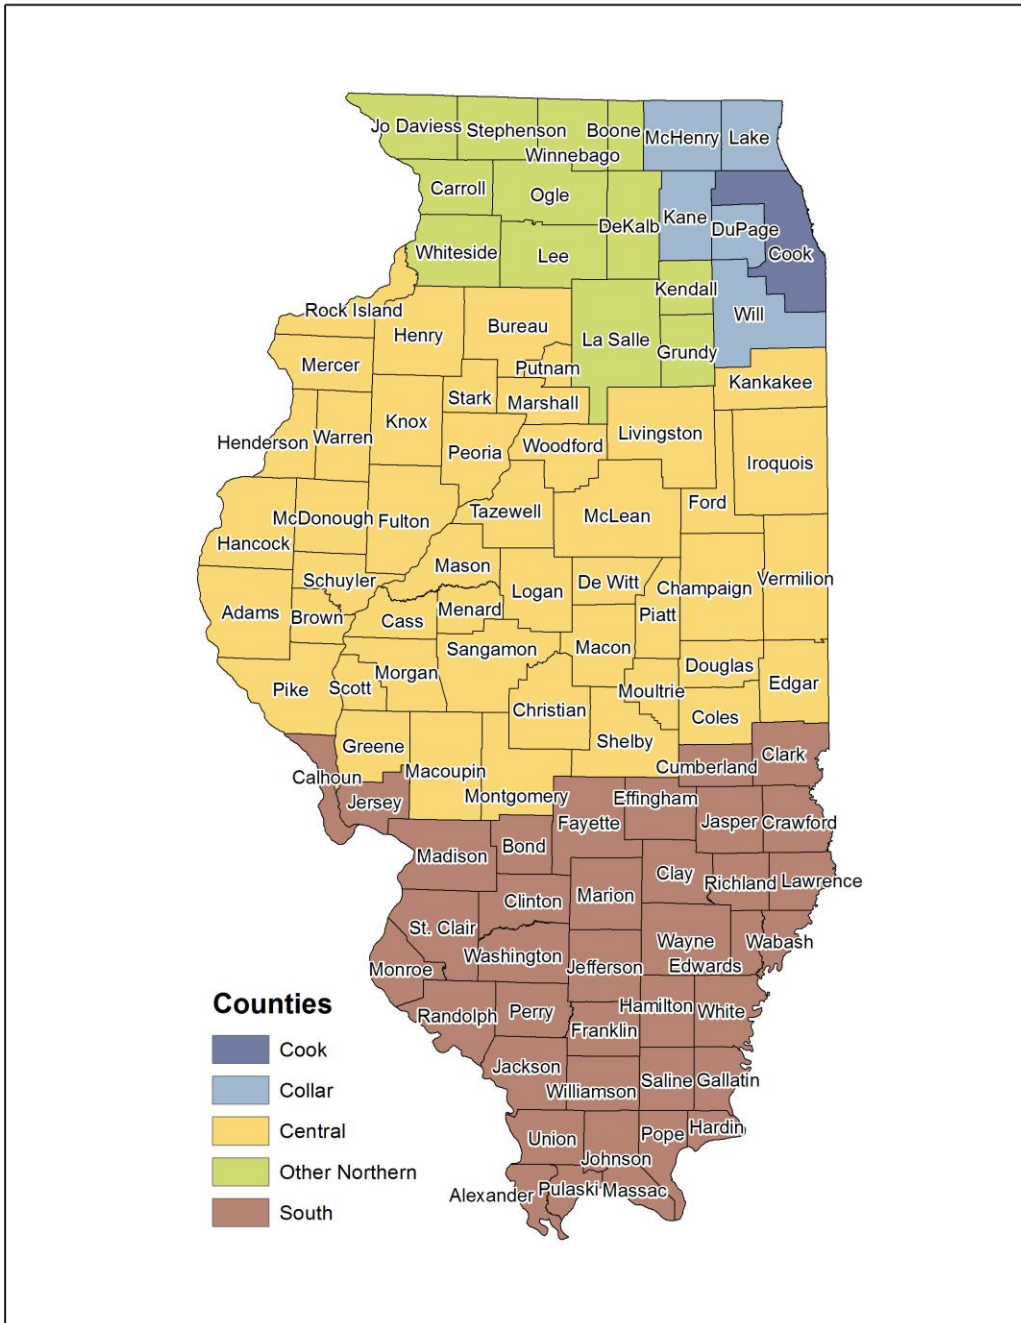 Jo Daviess
Stephenson
Winnebago
Boone
McHenry
Lake
Carroll
Ogle
DeKalb
Kane
DuPage
Cook
Whiteside
Lee
Kendall
Will
Rock Island
Henry
Bureau
La Salle
Grundy
Mercer
Putnam
Kankakee
Stark
Marshall
Knox
Henderson
Warren
Peoria
Woodford
Livingston
Iroquois
McDonough
Fulton
Tazewell
McLean
Ford
Hancock
Schuyler
Mason
Logan
De Witt
Champaign
Vermilion
Adams
Brown
Cass
Menard
Piatt
Sangamon
Macon
Douglas
Pike
Scott
Morgan
Christian
Moultrie
Edgar
Coles
Greene
Macoupin
Montgomery
Shelby
Cumberland
Clark
Calhoun
Jersey
Fayette
Effingham
Jasper
Crawford
Madison
Bond
Clay
Richland
Lawrence
Clinton
Marion
St. Clair
Washington
Jefferson
Wayne
Edwards
Wabash
Monroe
Randolph
Perry
Franklin
Hamilton
White
Jackson
Williamson
Saline
Gallatin
Union
Johnson
Pope
Hardin
Alexander
Pulaski
Massac
Counties
Cook
Collar
Central
Other Northern
South